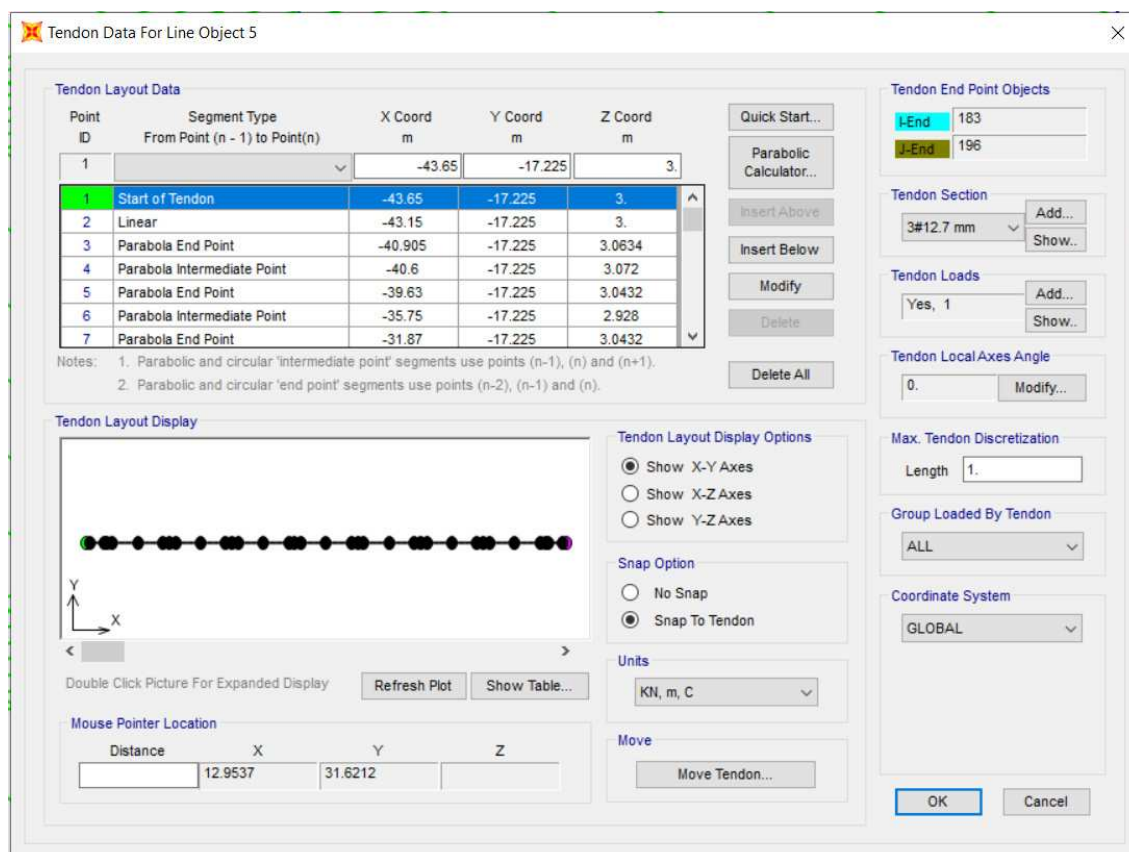 Tendon Data For Line Object 5
Tendon Layout Data
Point Segment Type X Coord Y Coord Z Coord
ID From Point (n - 1) to Point(n) m m m
1 -43.65 -17.225 3.
1 Start of Tendon -43.65 -17.225 3.
2 Linear -43.15 -17.225 3.
3 Parabola End Point -40.905 -17.225 3.0634
4 Parabola Intermediate Point -40.6 -17.225 3.072
5 Parabola End Point -39.63 -17.225 3.0432
6 Parabola Intermediate Point -35.75 -17.225 2.928
7 Parabola End Point -31.87 -17.225 3.0432
Notes: 1. Parabolic and circular 'intermediate point' segments use points (n-1), (n) and (n+1).
2. Parabolic and circular 'end point' segments use points (n-2), (n-1) and (n).
Quick Start...
Parabolic
Calculator...
Insert Above
Insert Below
Modify
Delete
Delete All
Tendon End Point Objects
I-End 183
J-End 196
Tendon Section
3#12.7 mm
Add...
Show..
Tendon Loads
Yes, 1
Add...
Show..
Tendon Local Axes Angle
0. Modify...
Max. Tendon Discretization
Length 1.
Group Loaded By Tendon
ALL
Coordinate System
GLOBAL
Tendon Layout Display
Y
X
Double Click Picture For Expanded Display
Refresh Plot
Show Table...
Mouse Pointer Location
Distance X Y Z
12.9537 31.6212
Tendon Layout Display Options
Show X-Y Axes
Show X-Z Axes
Show Y-Z Axes
Snap Option
No Snap
Snap To Tendon
Units
KN, m, C
Move
Move Tendon...
OK
Cancel